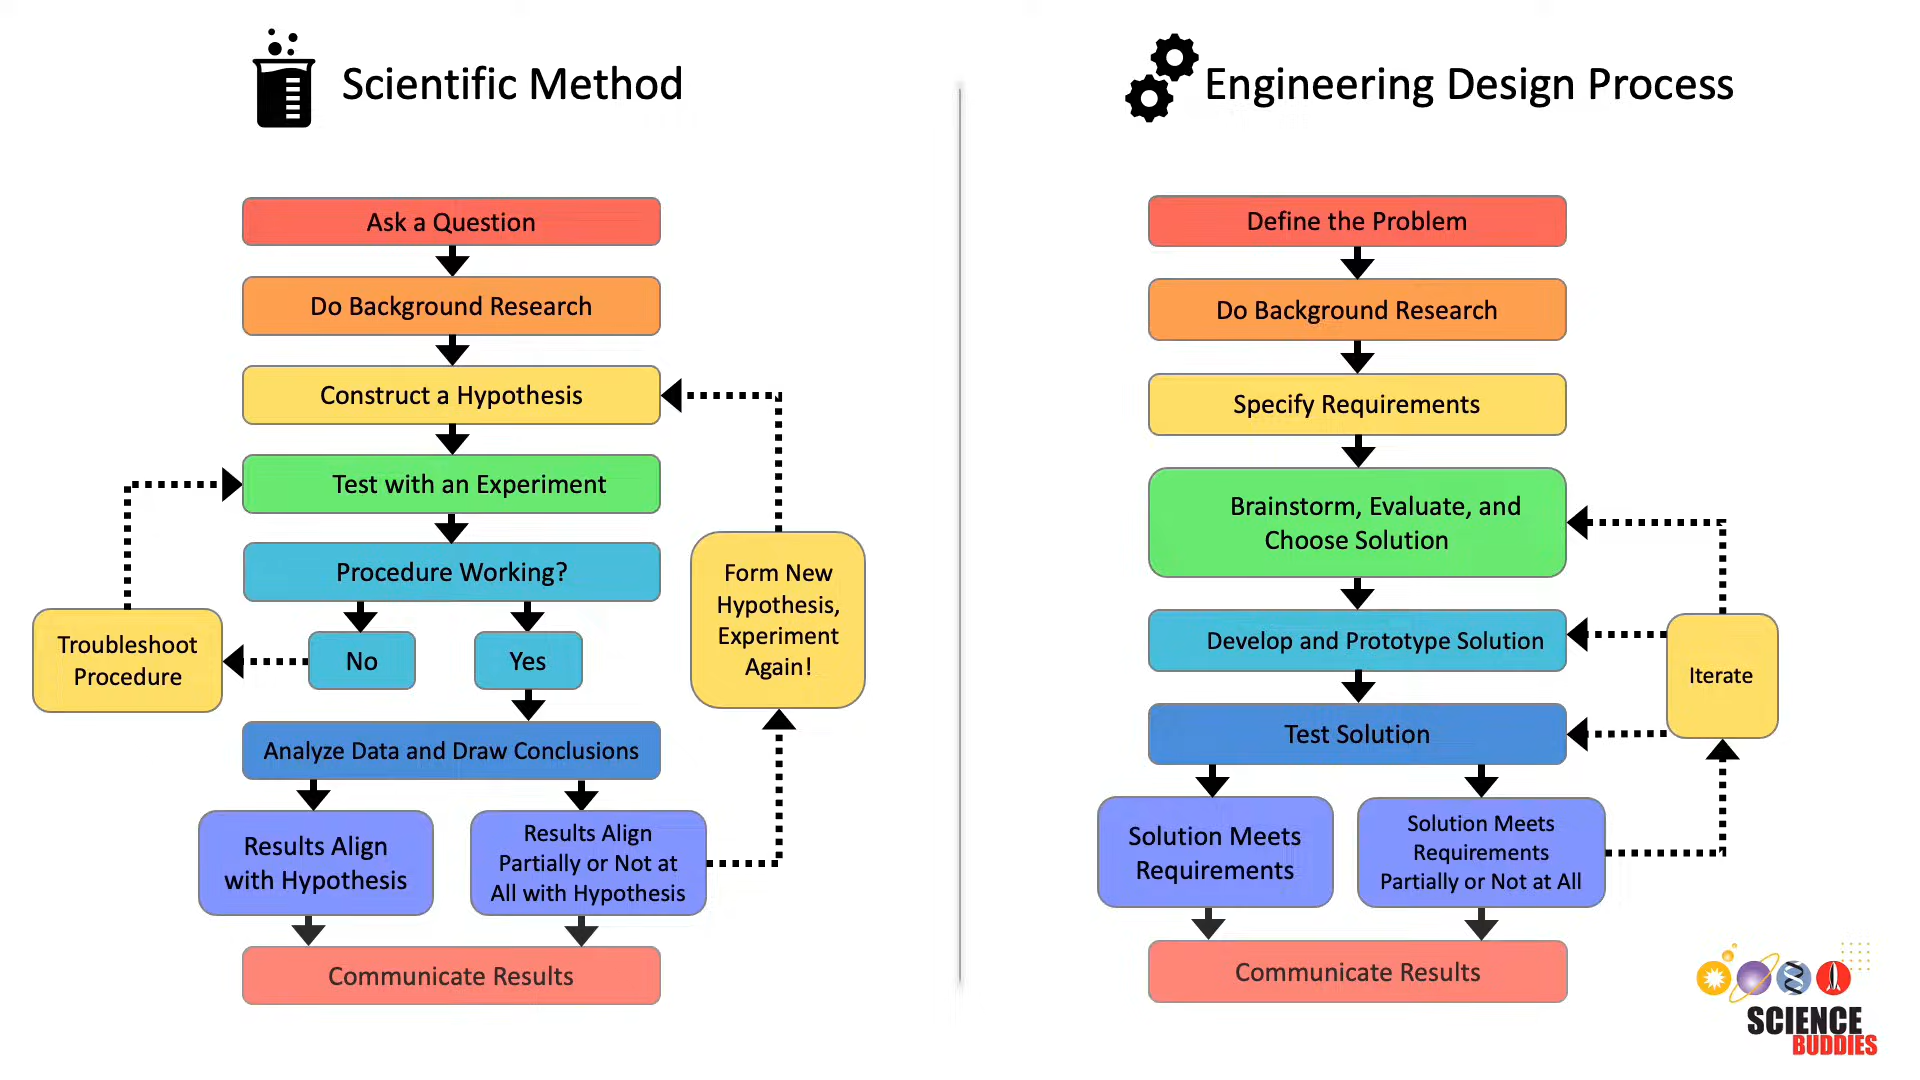 Scientific Method
Ask a Question
Do Background Research
Construct a Hypothesis
Test with an Experiment
Procedure Working?
No
Yes
Troubleshoot
Procedure
Form New
Hypothesis,
Experiment
Again!
Analyze Data and Draw Conclusions
Results Align
with Hypothesis
Results Align
Partially or Not at
All with Hypothesis
Communicate Results
Engineering Design Process
Define the Problem
Do Background Research
Specify Requirements
Brainstorm, Evaluate, and
Choose Solution
Develop and Prototype Solution
Iterate
Test Solution
Solution Meets
Requirements
Solution Meets
Requirements
Partially or Not at All
Communicate Results
SCIENCE
BUDDIES